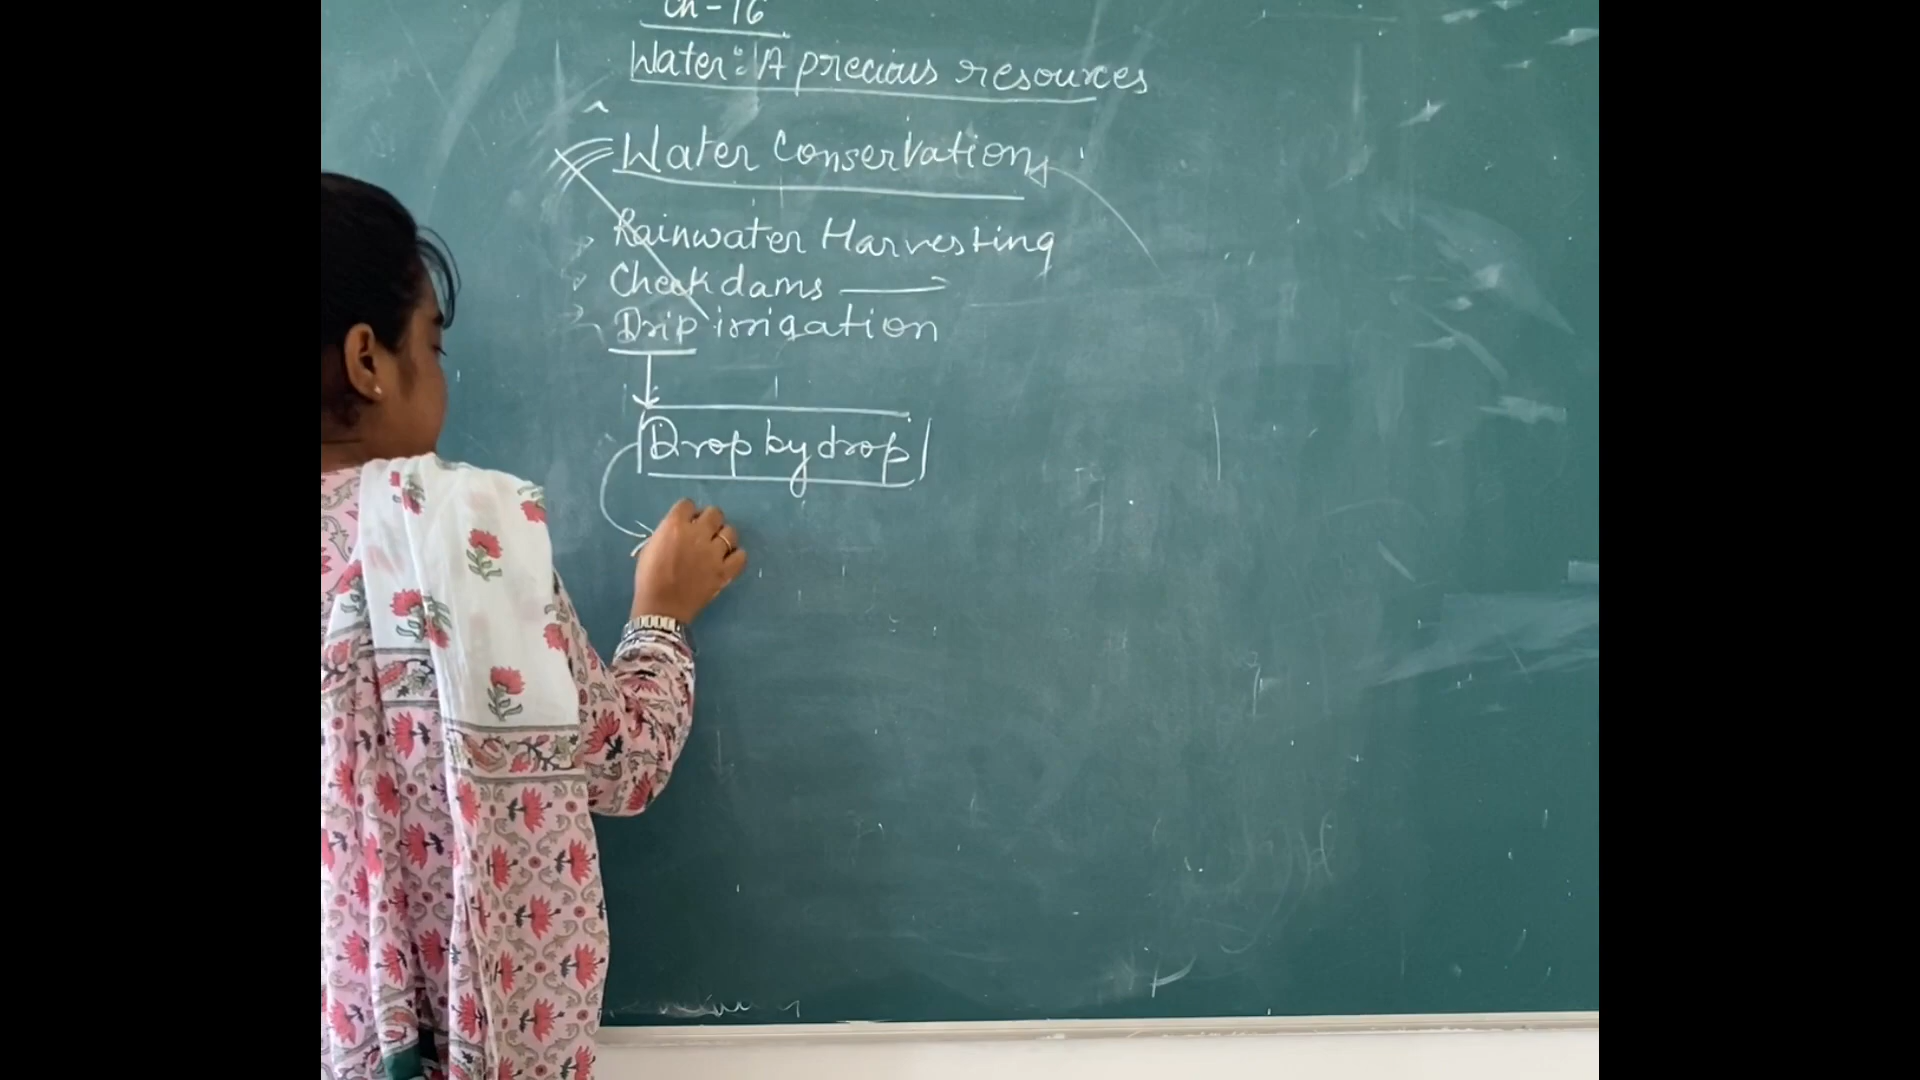 Ch-16
Water: A precious resources
Water Conservation
Rainwater Harvesting
Check dams
Drip irrigation
Drop by drop